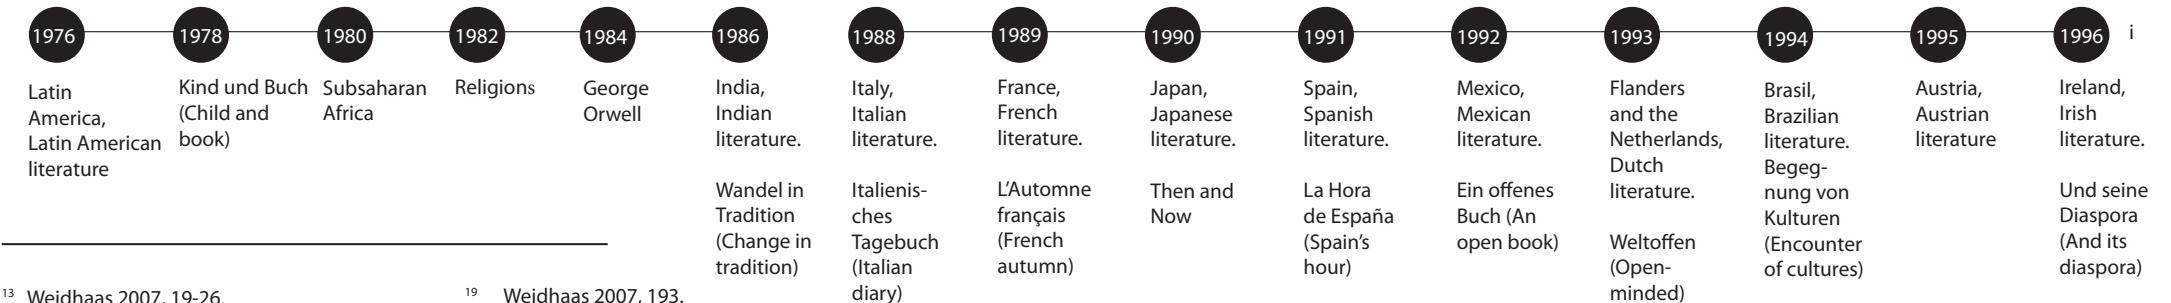 1976
Latin
America,
Latin American
literature
1978
Kind und Buch
(Child and
book)
1980
Subsaharan
Africa
1982
Religions
1984
George
Orwell
1986
India,
Indian
literature.
Wandel in
Tradition
(Change in
tradition)
1988
Italy,
Italian
literature.
Italienis-
ches
Tagebuch
(Italian
diary)
1989
France,
French
literature.
L'Automne
français
(French
autumn)
1990
Japan,
Japanese
literature.
Then and
Now
1991
Spain,
Spanish
literature.
La Hora
de España
(Spain's
hour)
1992
Mexico,
Mexican
literature.
Ein offenes
Buch (An
open book)
1993
Flanders
and the
Netherlands,
Dutch
literature.
Weltoffen
(Open-
minded)
1994
Brasil,
Brazilian
literature.
Begeg-
nung von
Kulturen
(Encounter
of cultures)
1995
Austria,
Austrian
literature
1996
i
Ireland,
Irish
literature.
Und seine
Diaspora
(And its
diaspora)
13 Weidhaas 2007, 19-26.
19 Weidhaas 2007, 193.